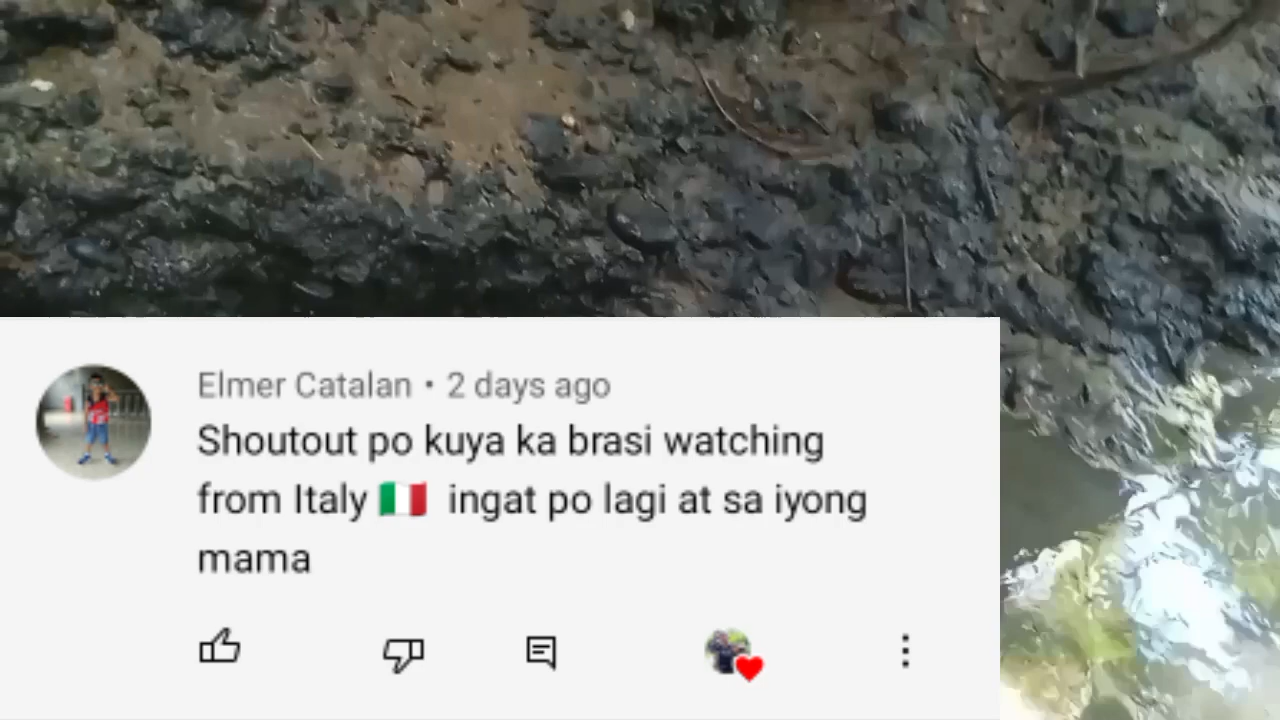 Elmer Catalan • 2 days ago
Shoutout po kuya ka brasi watching
from Italy 🇮🇹 ingat po lagi at sa iyong
mama